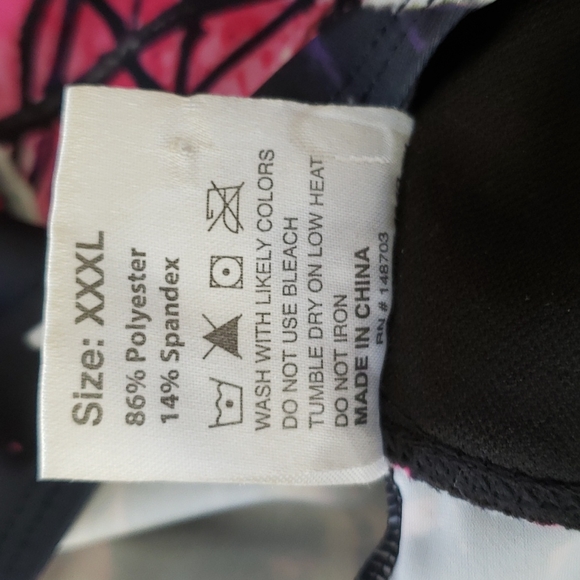 Size: XXXL
86% Polyester
14% Spandex
WASH WITH LIKELY COLORS
DO NOT USE BLEACH
TUMBLE DRY ON LOW HEAT
DO NOT IRON
MADE IN CHINA
RN # 148703